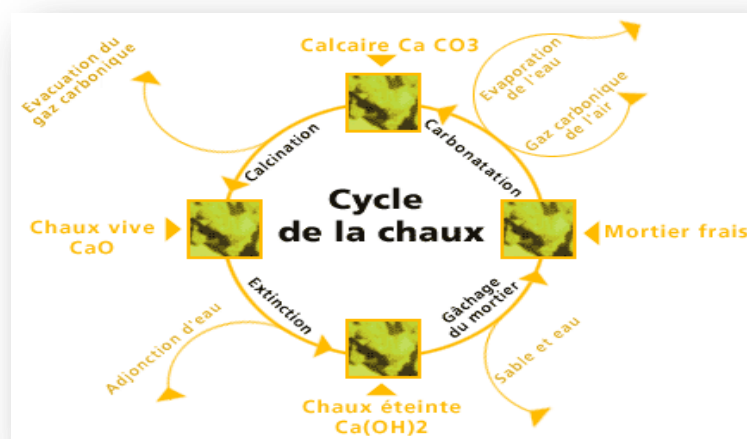 Calcaire Ca CO3
Evacuation du
gaz carbonique
Evaporation
de l'eau
Gaz carbonique
de l'air
Calcination
Carbonatation
Cycle
de la chaux
Chaux vive
CaO
Mortier frais
Extinction
Gâchage
du mortier
Adjonction d'eau
Sable et eau
Chaux éteinte
Ca(OH)2